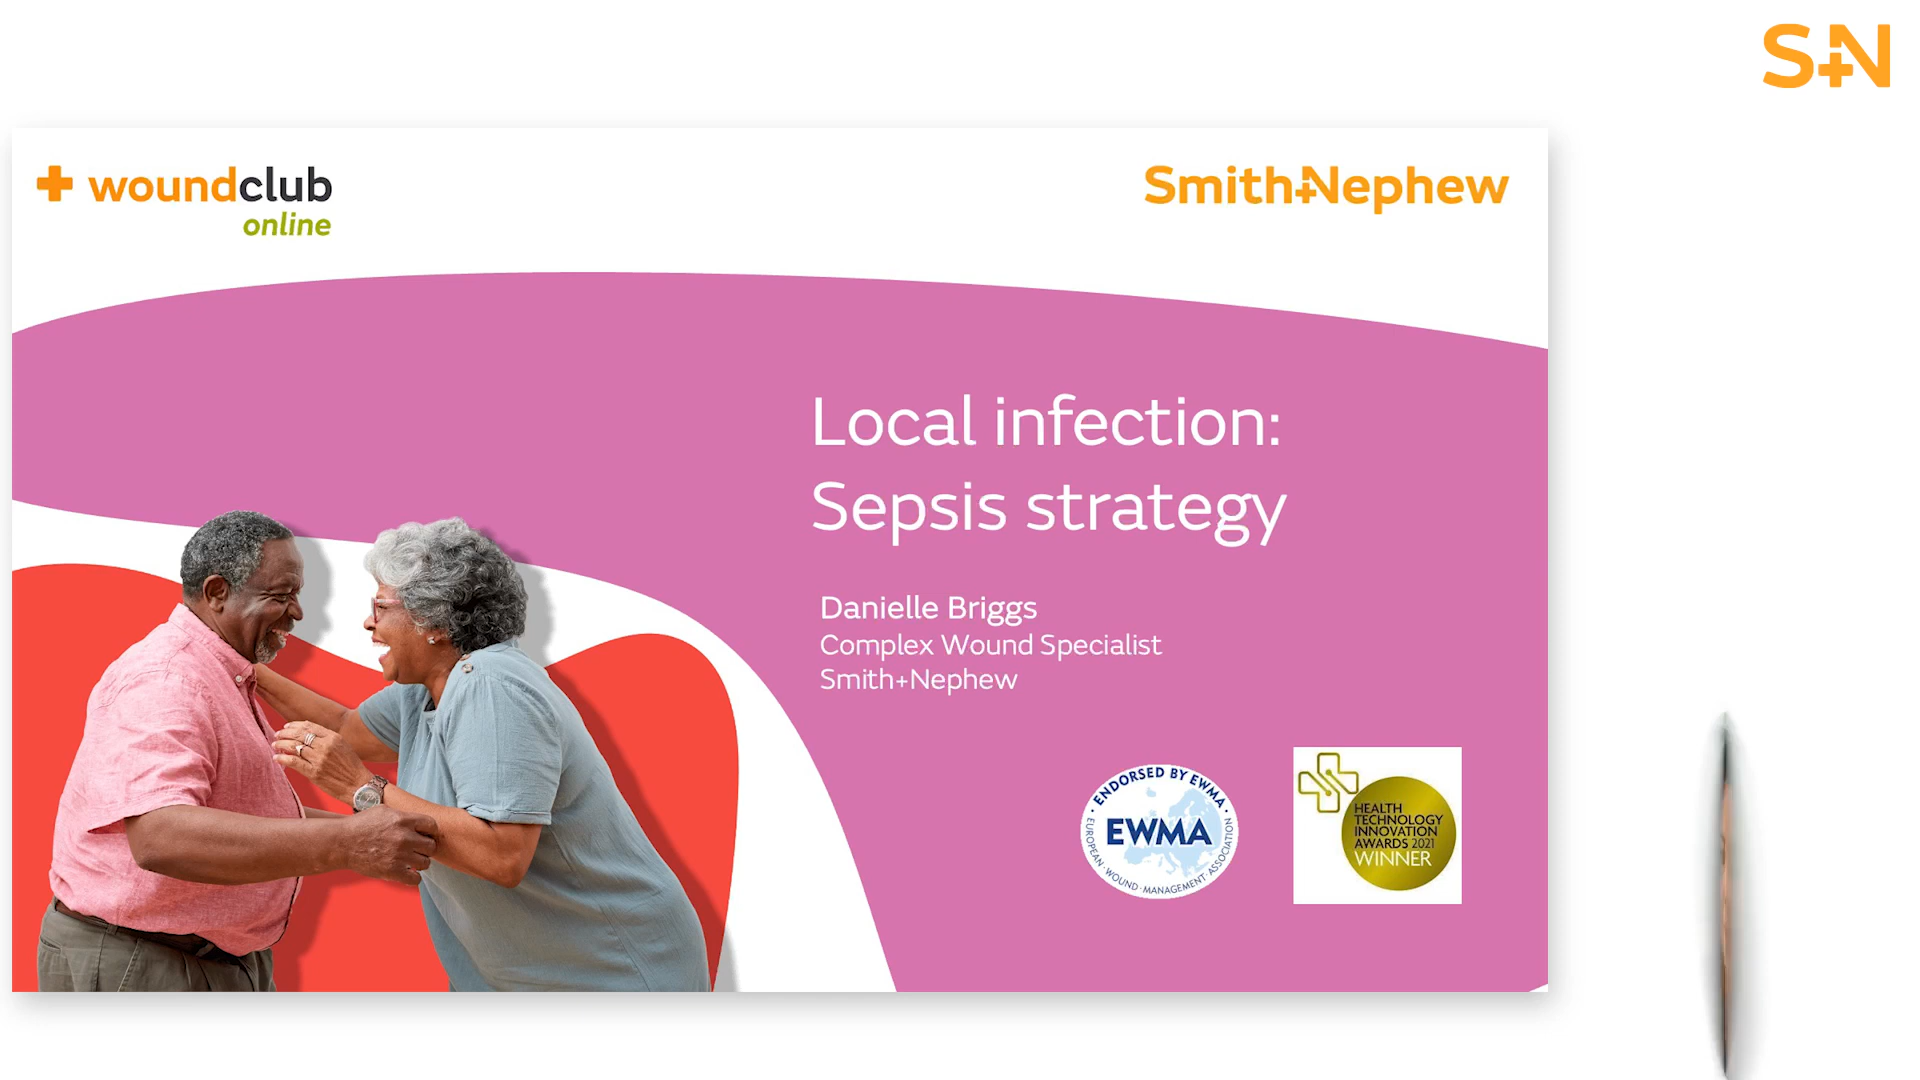 S+N
woundclub
online
Smith+Nephew
Local infection:
Sepsis strategy
Danielle Briggs
Complex Wound Specialist
Smith+Nephew
· ENDORSED BY EWMA ·
EWMA
EUROPEAN · WOUND · MANAGEMENT · ASSOCIATION
HEALTH
TECHNOLOGY
INNOVATION
AWARDS 2021
WINNER